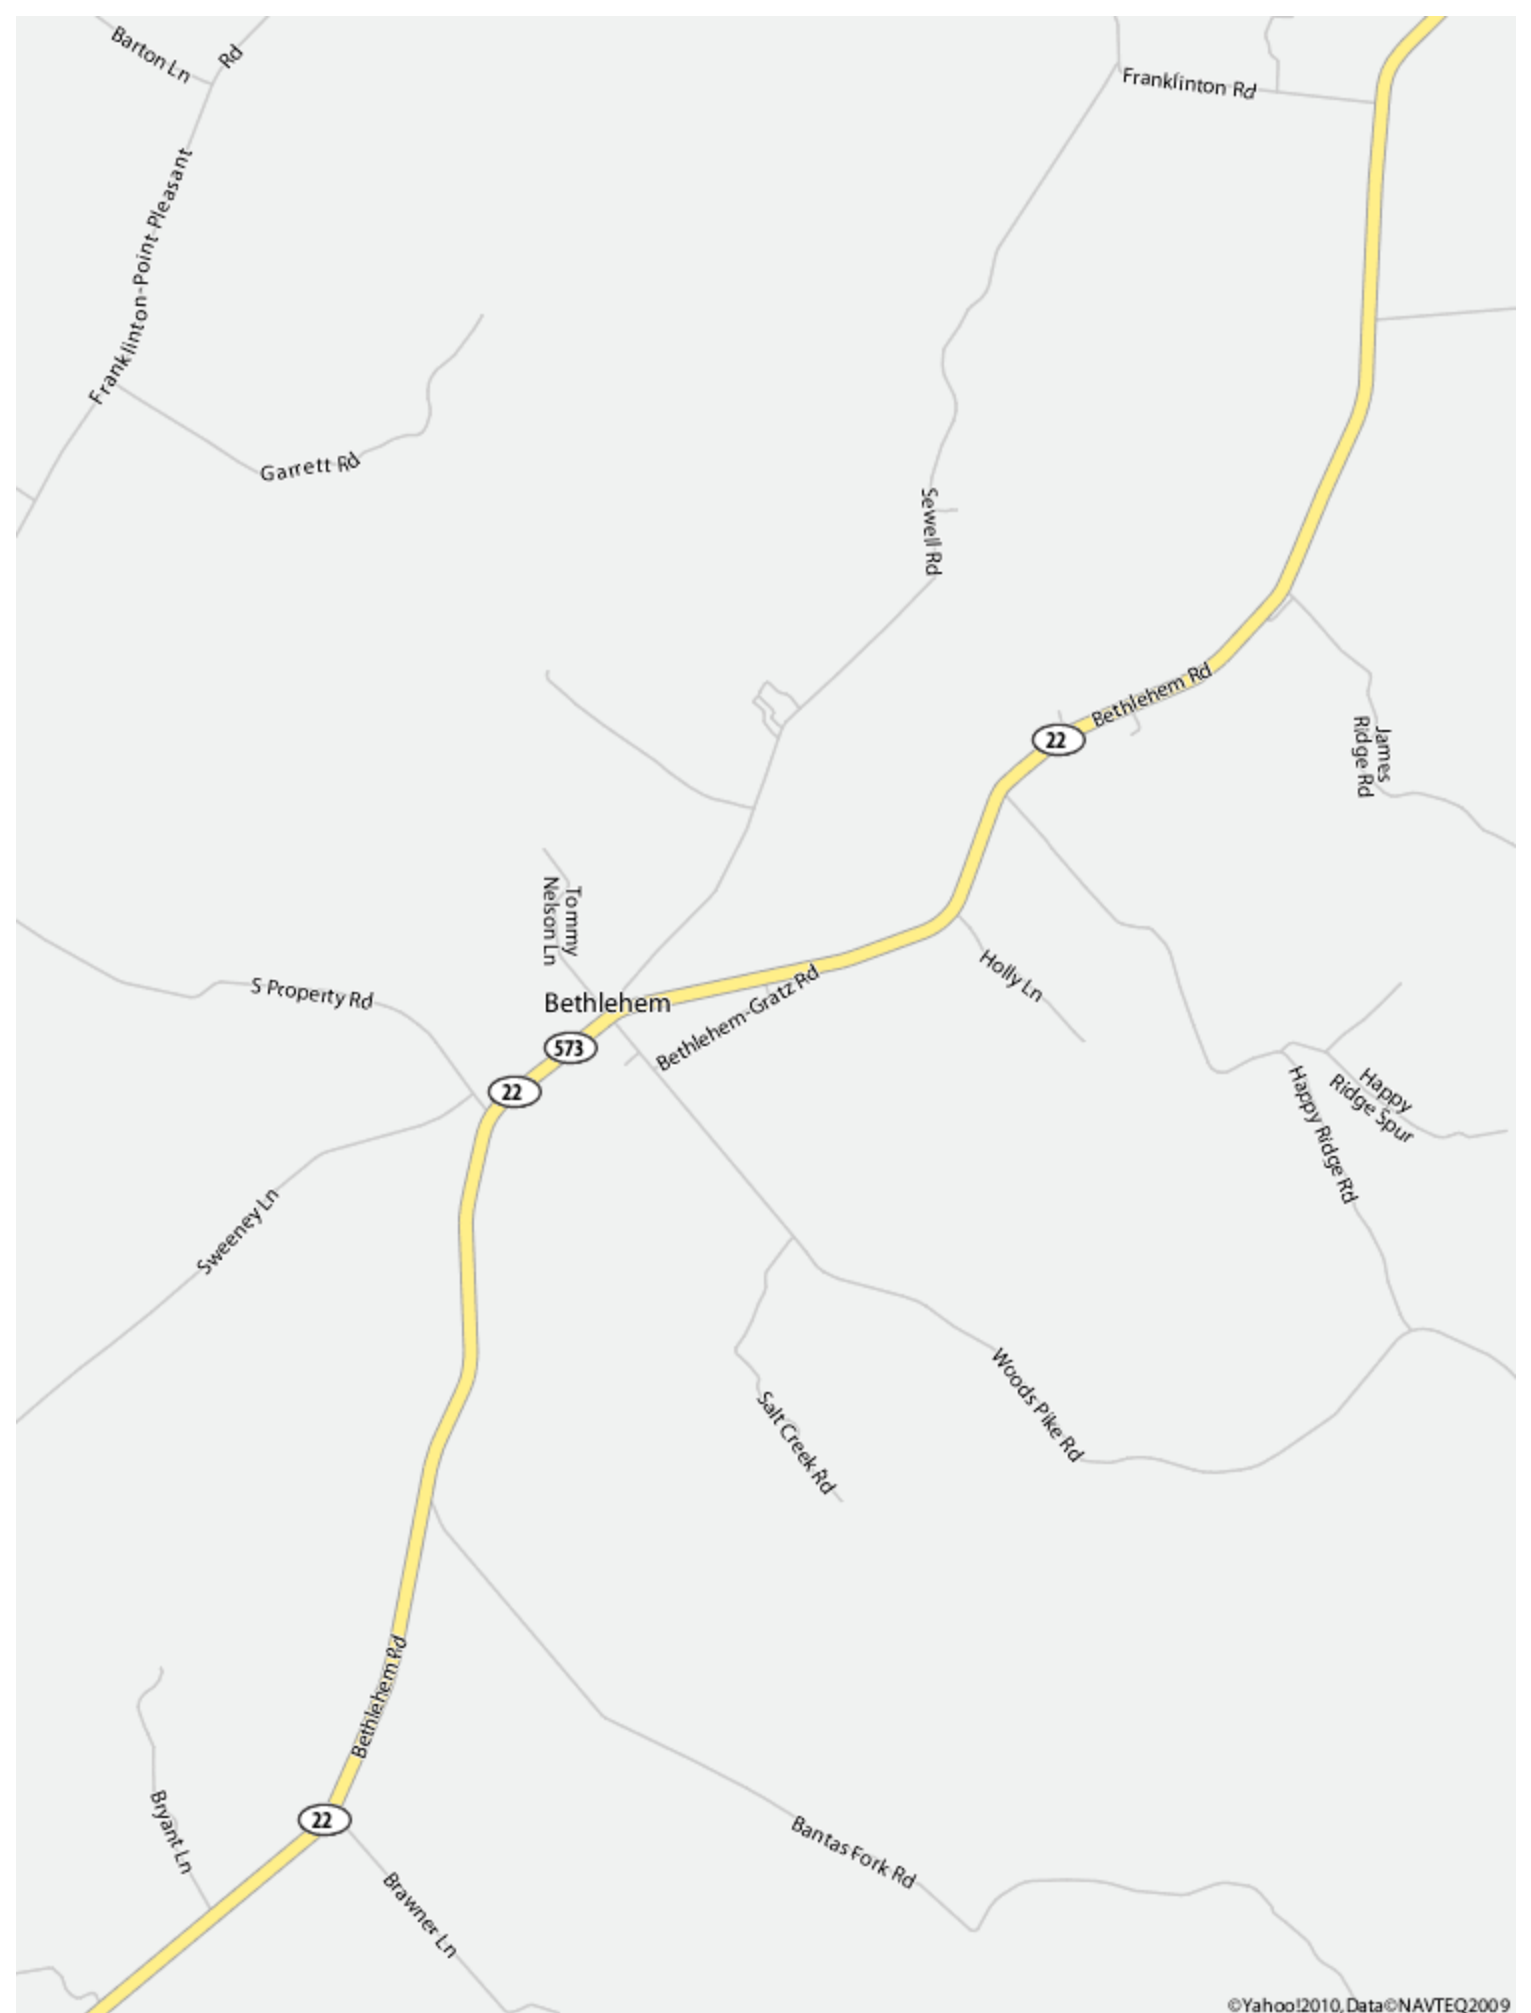 Barton Ln
Rd
Franklinton Rd
Franklinton-Point-Pleasant
Garrett Rd
Sewell Rd
Bethlehem Rd
22
James
Ridge Rd
Tommy
Nelson Ln
S Property Rd
Bethlehem
Bethlehem-Gratz Rd
Holly Ln
573
22
Happy
Ridge Spur
Happy Ridge Rd
Sweeney Ln
Woods Pike Rd
Salt Creek Rd
Bethlehem Rd
22
Bryant Ln
Brawner Ln
Bantas Fork Rd
©Yahoo!2010,Data©NAVTEQ2009